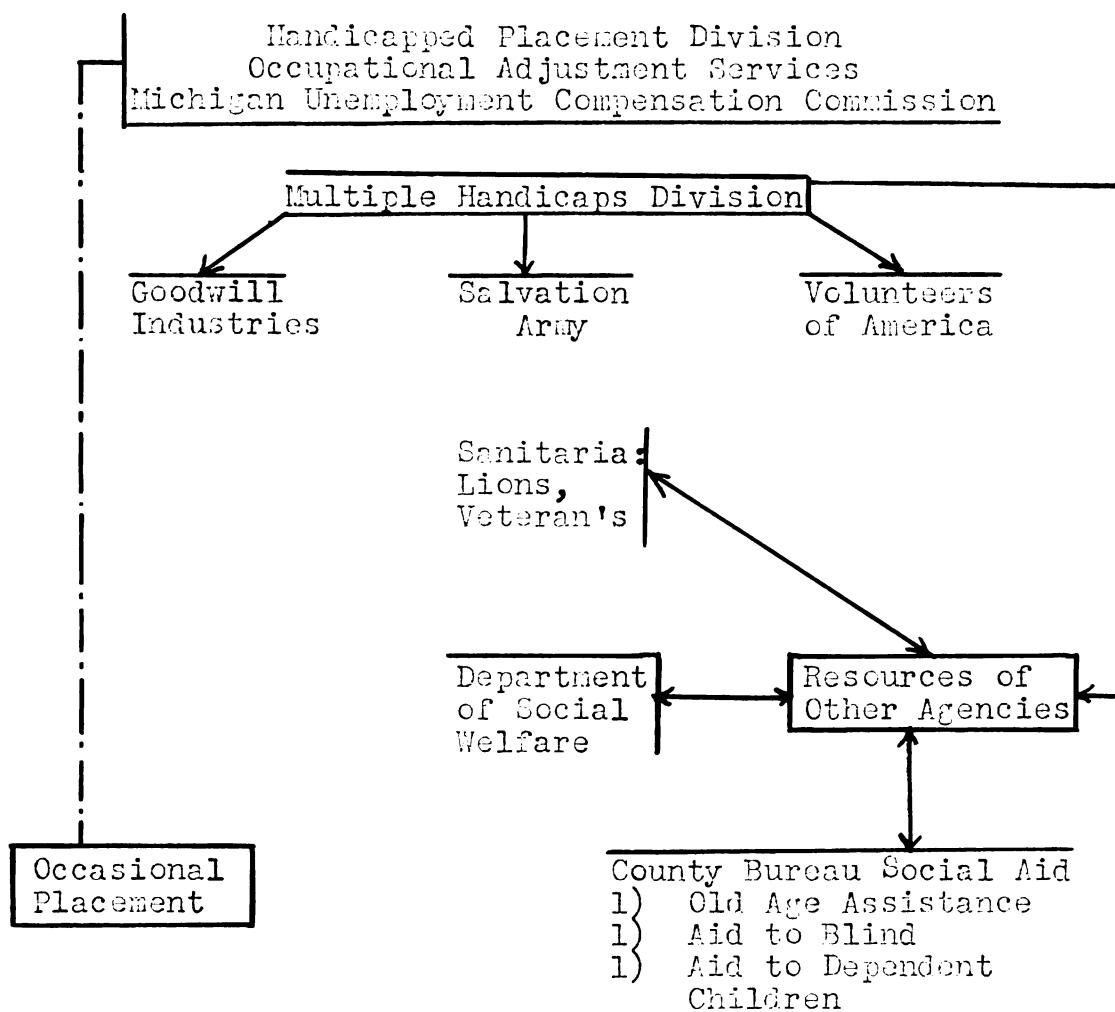 Handicapped Placement Division
Occupational Adjustment Services
Michigan Unemployment Compensation Commission
Multiple Handicaps Division
Goodwill
Industries
Salvation
Army
Volunteers
of America
Sanitaria:
Lions,
Veteran's
Department
of Social
Welfare
Resources of
Other Agencies
Occasional
Placement
County Bureau Social Aid
1) Old Age Assistance
1) Aid to Blind
1) Aid to Dependent
Children